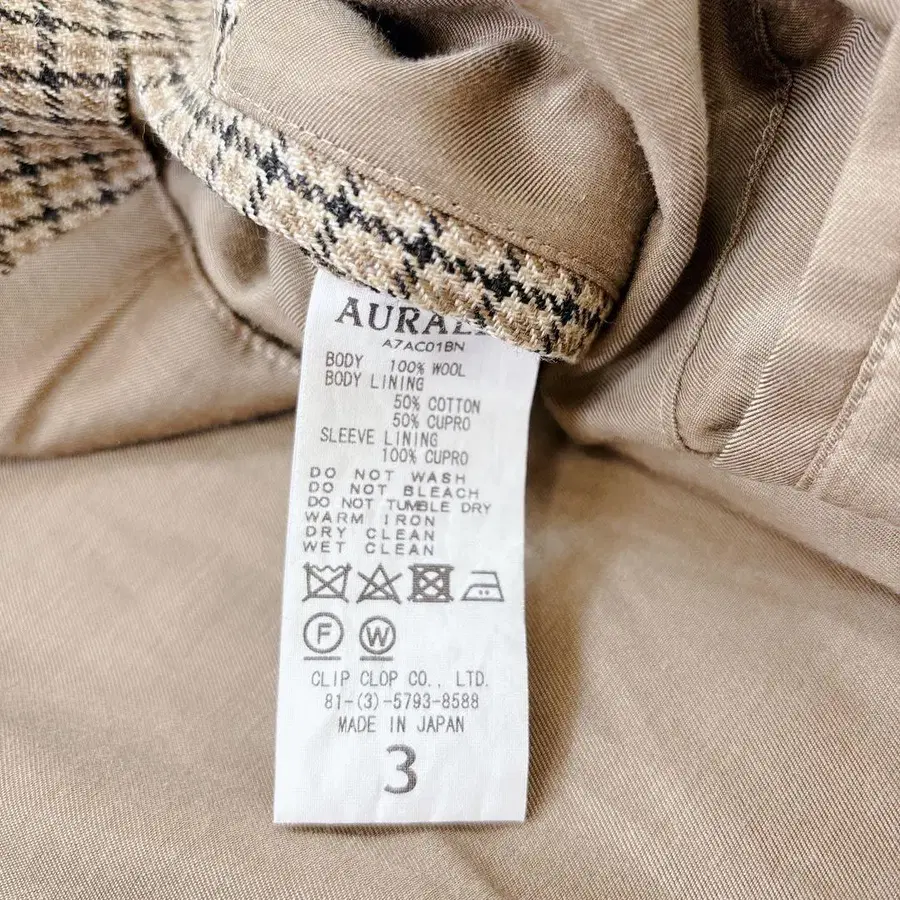 AURAL
A7AC01BN
BODY 100% WOOL
BODY LINING
50% COTTON
50% CUPRO
SLEEVE LINING
100% CUPRO
DO NOT WASH
DO NOT BLEACH
DO NOT TUMBLE DRY
WARM IRON
DRY CLEAN
WET CLEAN
F W
CLIP CLOP CO., LTD.
81-(3)-5793-8588
MADE IN JAPAN
3